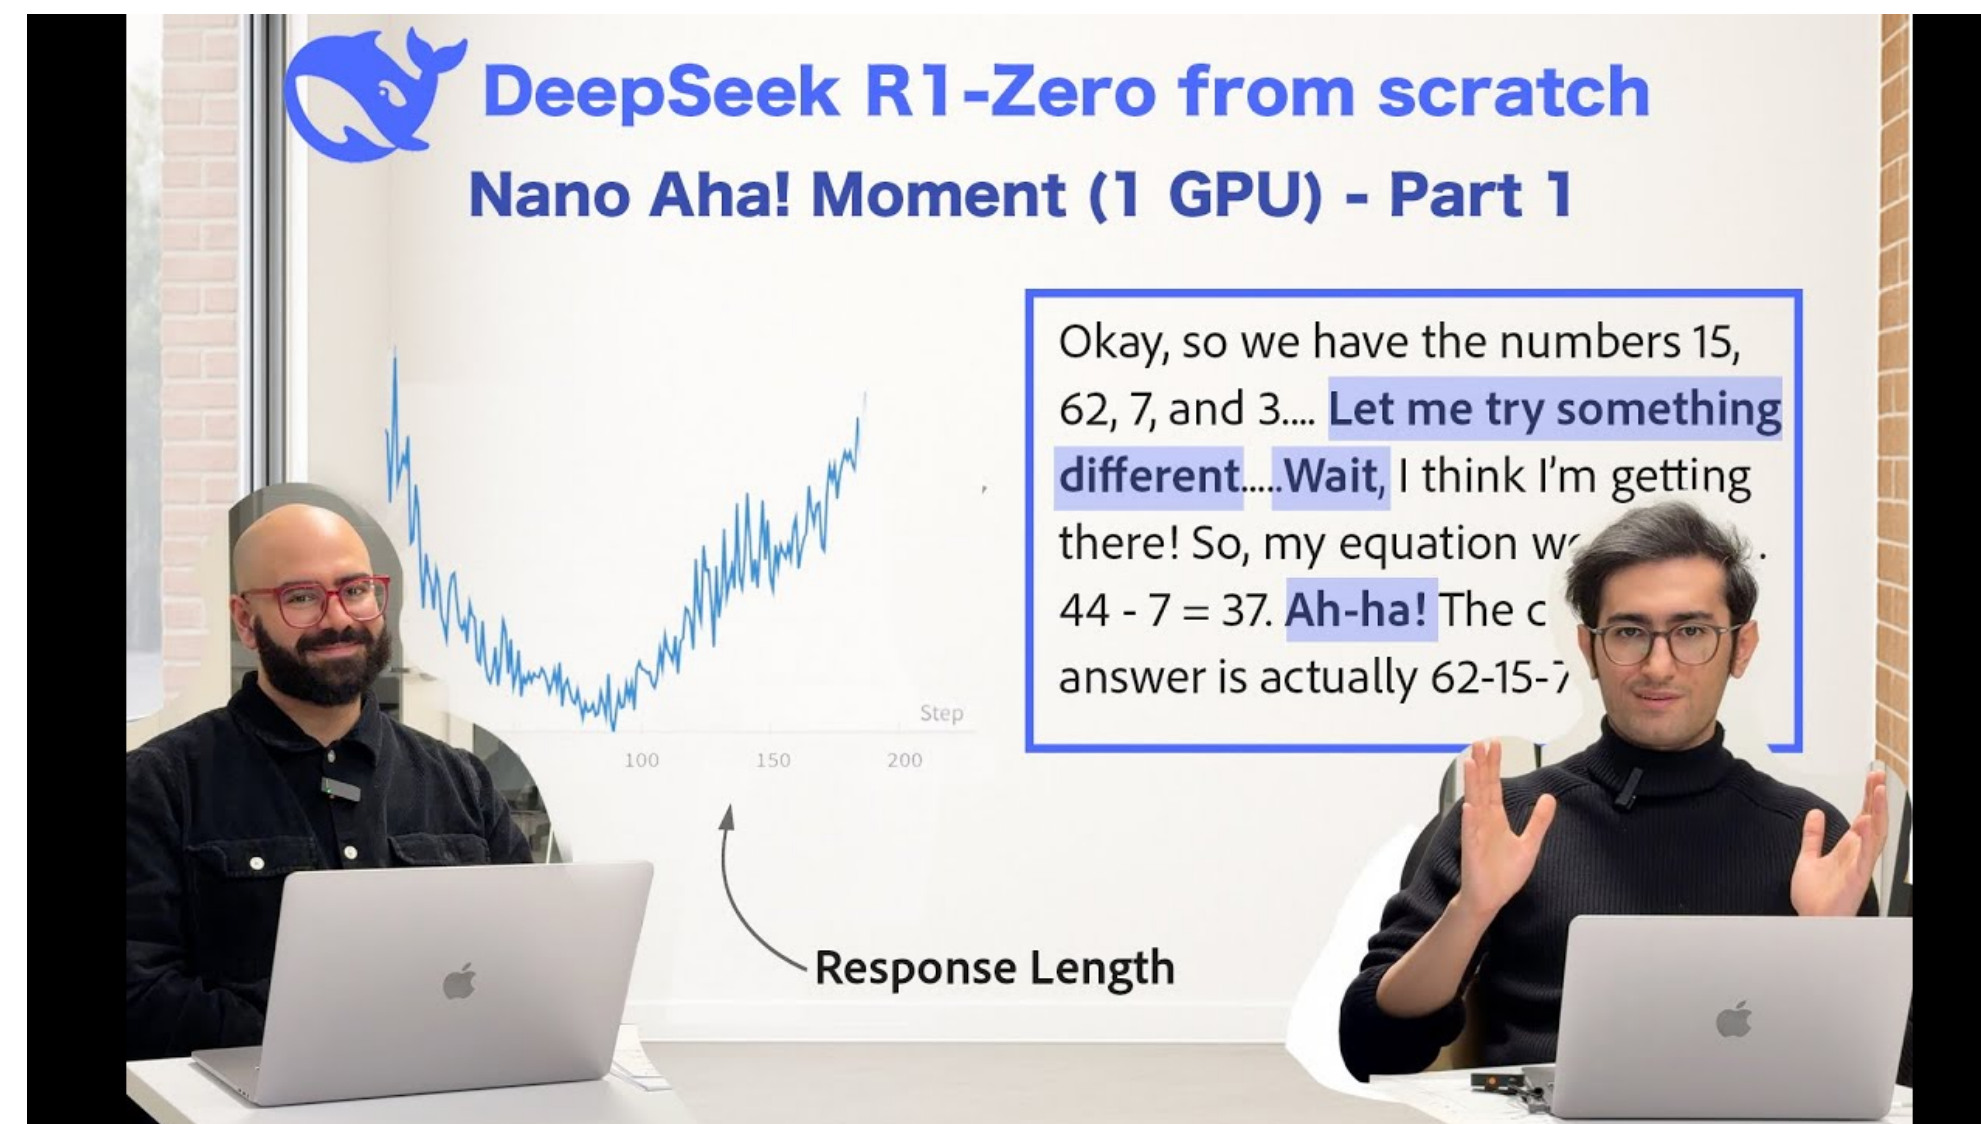 DeepSeek R1-Zero from scratch
Nano Aha! Moment (1 GPU) - Part 1
Okay, so we have the numbers 15,
62, 7, and 3.... Let me try something
different.....Wait, I think I'm getting
there! So, my equation .
44 - 7 = 37. Ah-ha! The
answer is actually 62-15-7
Step
100 150 200
Response Length